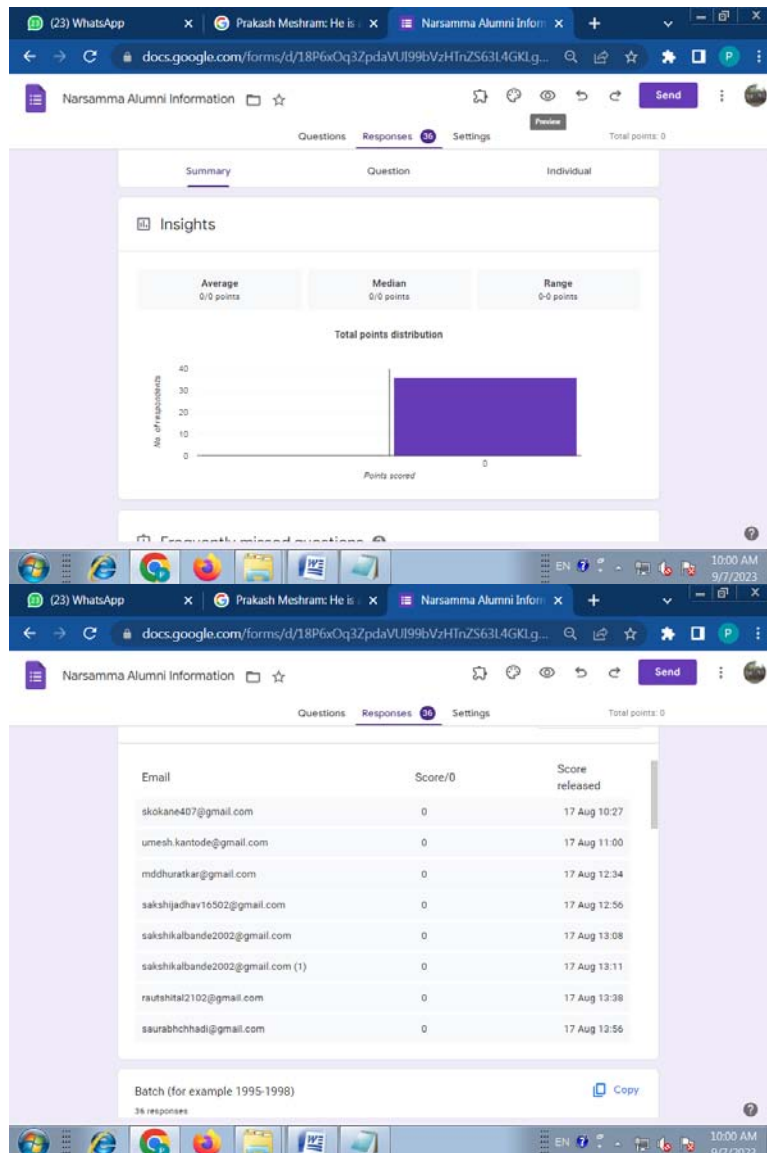 (23) WhatsApp
Prakash Meshram: He is
Narsamma Alumni Inform
docs.google.com/forms/d/18P6xOq3ZpdaVUI99bVzHTnZS63L4GKLg...
P
Narsamma Alumni Information
Send
Preview
Questions Responses 36 Settings Total points: 0
Summary Question Individual
Insights
Average Median Range
0/0 points 0/0 points 0-0 points
Total points distribution
No. of respondents
40
30
20
10
0
0
Points scored
Frequently missed questions
EN
10:00 AM
9/7/2023
(23) WhatsApp
Prakash Meshram: He is
Narsamma Alumni Inform
docs.google.com/forms/d/18P6xOq3ZpdaVUI99bVzHTnZS63L4GKLg...
P
Narsamma Alumni Information
Send
Questions Responses 36 Settings Total points: 0
Email Score/0 Score released
skokane407@gmail.com 0 17 Aug 10:27
umesh.kantode@gmail.com 0 17 Aug 11:00
mddhuratkar@gmail.com 0 17 Aug 12:34
sakshijadhav16502@gmail.com 0 17 Aug 12:56
sakshikalbande2002@gmail.com 0 17 Aug 13:08
sakshikalbande2002@gmail.com (1) 0 17 Aug 13:11
rautshital2102@gmail.com 0 17 Aug 13:38
saurabhchhadi@gmail.com 0 17 Aug 13:56
Batch (for example 1995-1998)
Copy
36 responses
EN
10:00 AM
9/7/2023